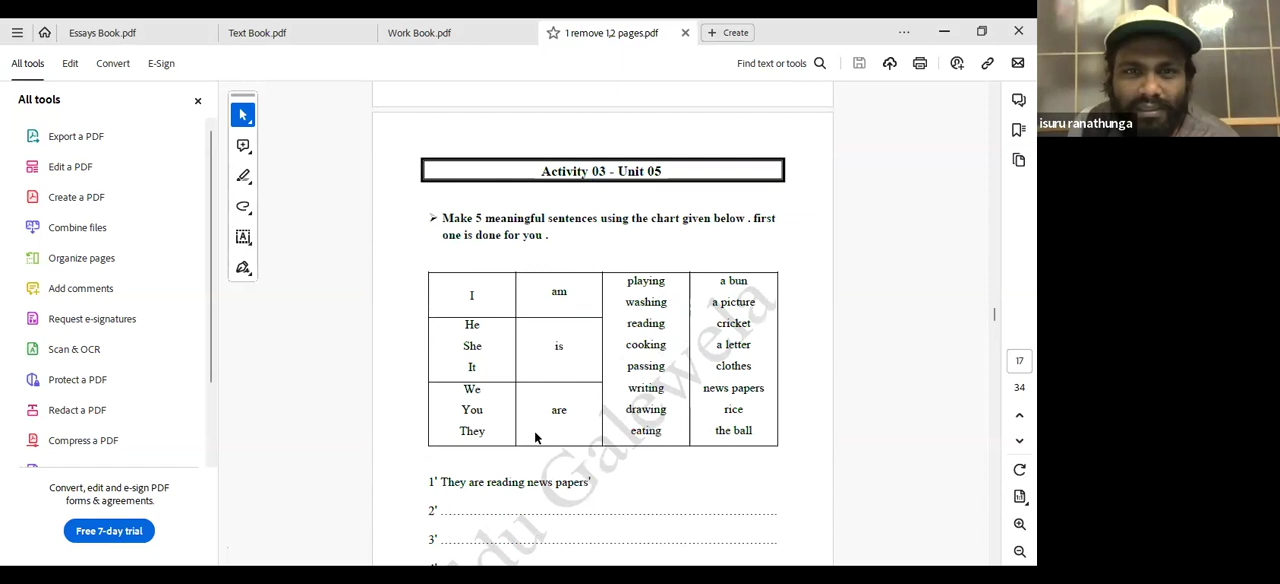 Essays Book.pdf
Text Book.pdf
Work Book.pdf
1 remove 1,2 pages.pdf
Create
All tools
Edit
Convert
E-Sign
Find text or tools
isuru ranathunga
All tools
Export a PDF
Edit a PDF
Create a PDF
Combine files
Organize pages
Add comments
Request e-signatures
Scan & OCR
Protect a PDF
Redact a PDF
Compress a PDF
Convert, edit and e-sign PDF
forms & agreements.
Free 7-day trial
Activity 03 - Unit 05
➢ Make 5 meaningful sentences using the chart given below . first
one is done for you .
I am playing a bun
washing a picture
He reading cricket
She is cooking a letter
It passing clothes
We writing news papers
You are drawing rice
They eating the ball
1' They are reading news papers'
2' ................................................................................
3' ................................................................................
Edu Galewela
17
34